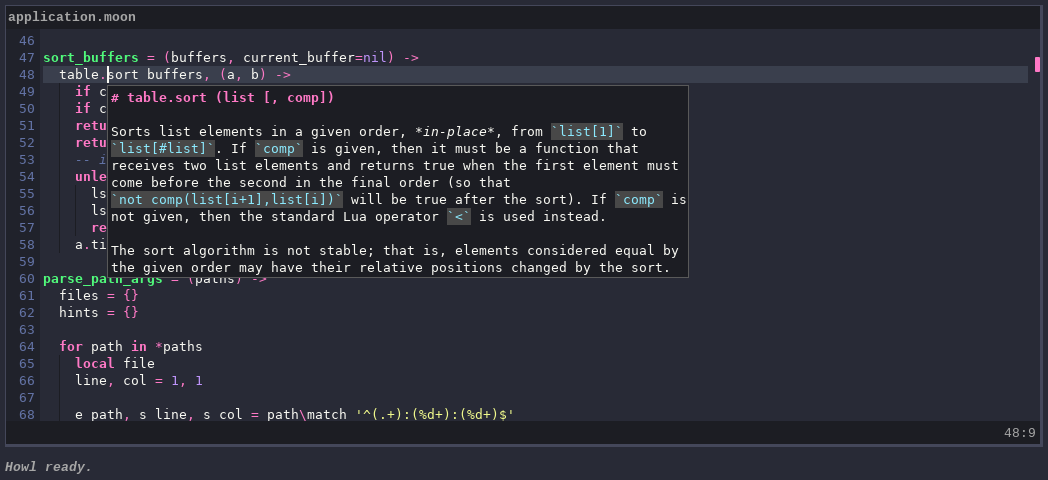 application.moon
46
47 sort_buffers = (buffers, current_buffer=nil) ->
48   table.sort buffers, (a, b) ->
49     if c
50     if c
51     retu
52     retu
53     -- i
54     unle
55       ls
56       ls
57       re
58     a.ti
# table.sort (list [, comp])
Sorts list elements in a given order, *in-place*, from `list[1]` to
`list[#list]`. If `comp` is given, then it must be a function that
receives two list elements and returns true when the first element must
come before the second in the final order (so that
`not comp(list[i+1],list[i])` will be true after the sort). If `comp` is
not given, then the standard Lua operator `<` is used instead.
The sort algorithm is not stable; that is, elements considered equal by
the given order may have their relative positions changed by the sort.
59
60 parse_path_args = (paths) ->
61   files = {}
62   hints = {}
63
64   for path in *paths
65     local file
66     line, col = 1, 1
67
68     e_path, s_line, s_col = path\match '^(.+):(%d+):(%d+)$'
48:9
Howl ready.